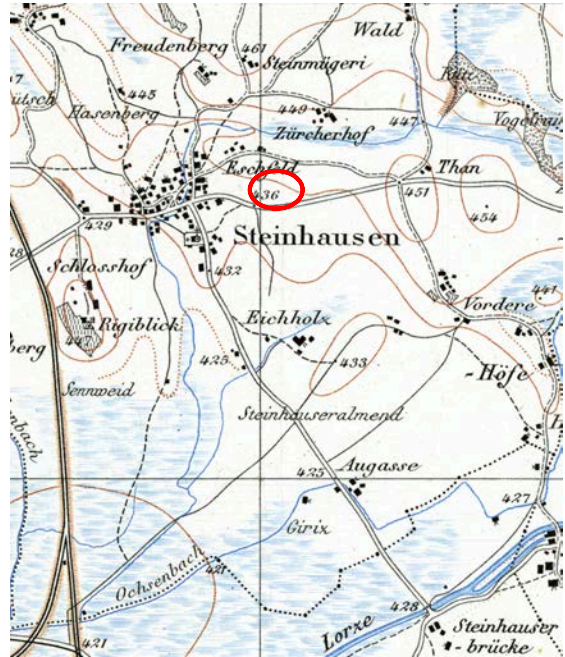 Wald
Freudenberg
461
Steinmügeri
445
Hasenberg
449
Zürcherhof
447
Eschfeld
Than
436
451
454
429
Steinhausen
Schlosshof
432
Vordere
441
Rigiblick
Eichholz
425
433
-Höfe
Sennweid
Steinhauseralmend
425
Augasse
427
Girix
Ochsenbach
421
428
Lorze
421
Steinhauser
-brücke